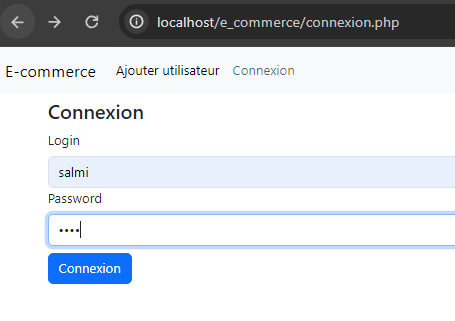 localhost/e_commerce/connexion.php
E-commerce Ajouter utilisateur Connexion
Connexion
Login
salmi
Password
••••
Connexion